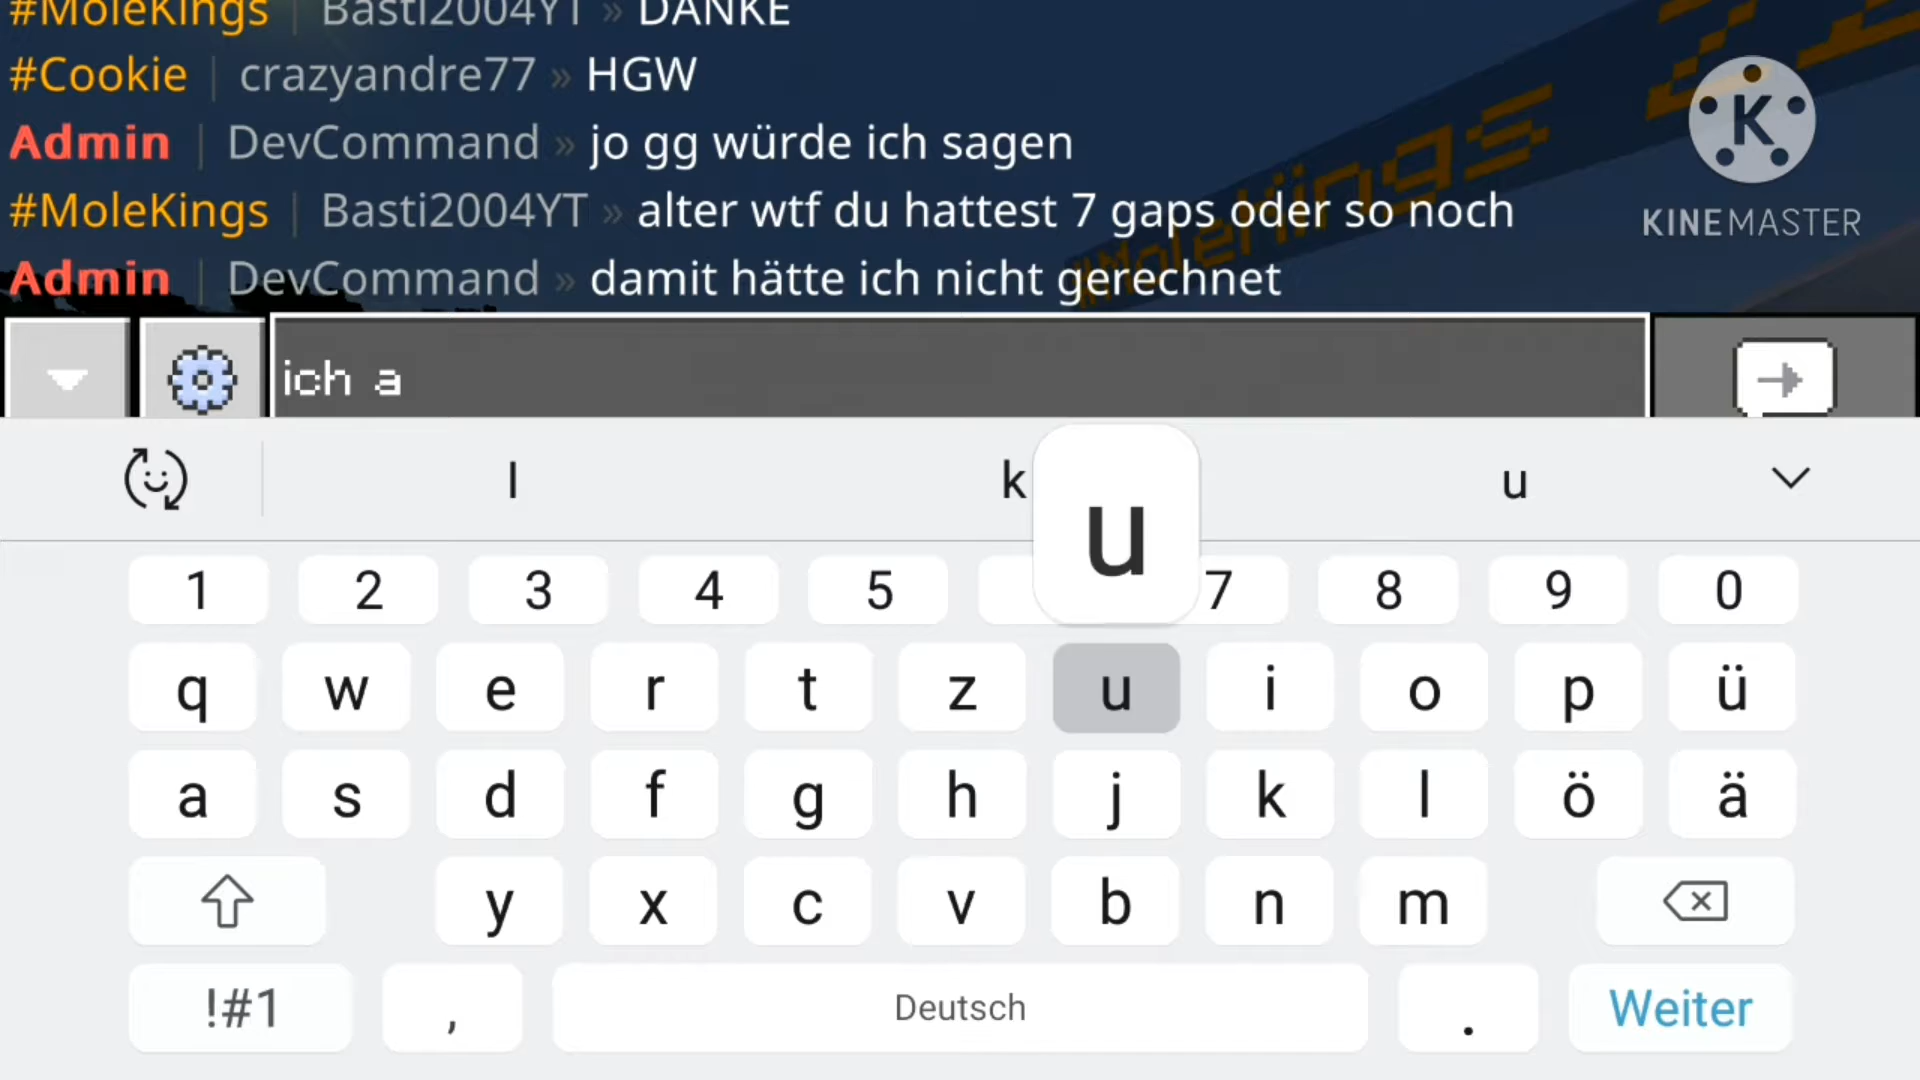 #MoleKings | Basti2004YT » DANKE
#Cookie | crazyandre77 » HGW
Admin | DevCommand » jo gg würde ich sagen
#MoleKings | Basti2004YT » alter wtf du hattest 7 gaps oder so noch
Admin | DevCommand » damit hätte ich nicht gerechnet
#MoleKings
K
KINEMASTER
ich a
l k u
u
1 2 3 4 5 7 8 9 0
q w e r t z u i o p ü
a s d f g h j k l ö ä
y x c v b n m
!#1 , Deutsch . Weiter